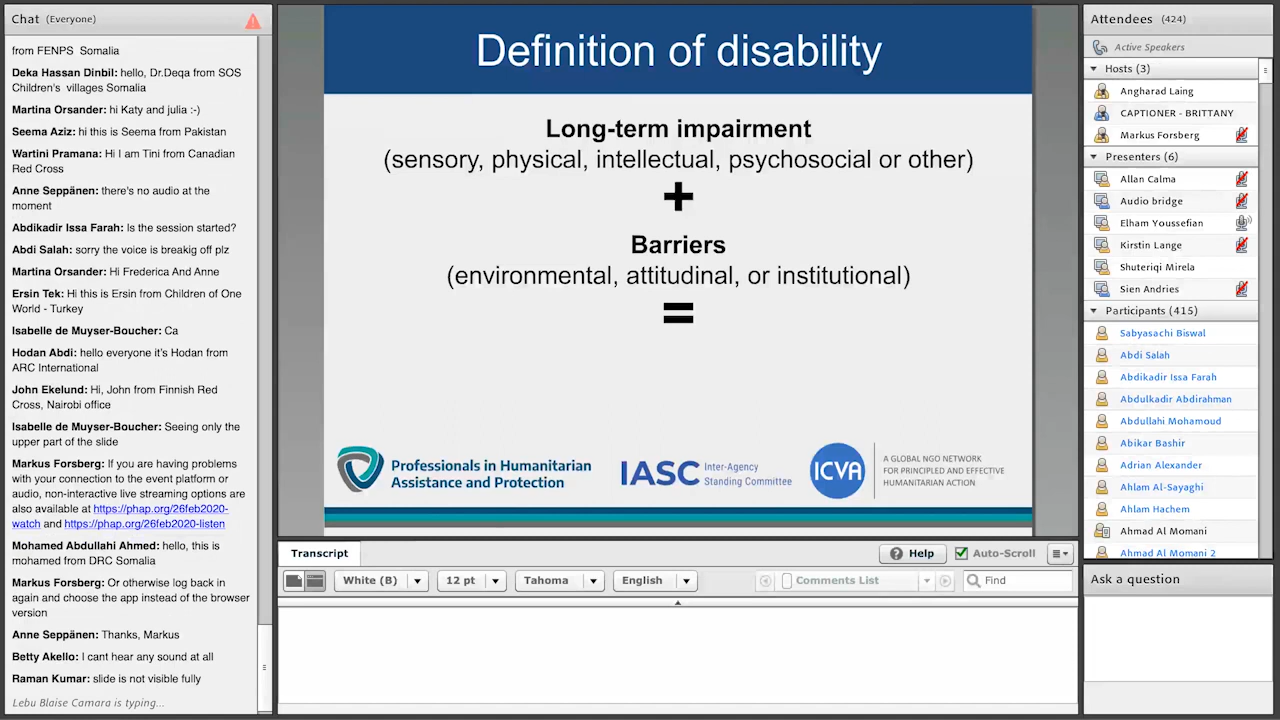 Chat (Everyone)
from FENPS Somalia
Deka Hassan Dinbil: hello, Dr.Deqa from SOS
Children's villages Somalia
Martina Orsander: hi Katy and julia :-)
Seema Aziz: hi this is Seema from Pakistan
Wartini Pramana: Hi I am Tini from Canadian
Red Cross
Anne Seppänen: there's no audio at the
moment
Abdikadir Issa Farah: Is the session started?
Abdi Salah: sorry the voice is breakig off plz
Martina Orsander: Hi Frederica And Anne
Ersin Tek: Hi this is Ersin from Children of One
World - Turkey
Isabelle de Muyser-Boucher: Ca
Hodan Abdi: hello everyone it's Hodan from
ARC International
John Ekelund: Hi, John from Finnish Red
Cross, Nairobi office
Isabelle de Muyser-Boucher: Seeing only the
upper part of the slide
Markus Forsberg: If you are having problems
with your connection to the event platform or
audio, non-interactive live streaming options are
also available at https://phap.org/26feb2020-
watch and https://phap.org/26feb2020-listen
Mohamed Abdullahi Ahmed: hello, this is
mohamed from DRC Somalia
Markus Forsberg: Or otherwise log back in
again and choose the app instead of the browser
version
Anne Seppänen: Thanks, Markus
Betty Akello: I cant hear any sound at all
Raman Kumar: slide is not visible fully
Lebu Blaise Camara is typing...
Definition of disability
Long-term impairment
(sensory, physical, intellectual, psychosocial or other)
+
Barriers
(environmental, attitudinal, or institutional)
=
Professionals in Humanitarian
Assistance and Protection
IASC Inter-Agency
Standing Committee
ICVA
A GLOBAL NGO NETWORK
FOR PRINCIPLED AND EFFECTIVE
HUMANITARIAN ACTION
Transcript
Help
Auto-Scroll
White (B)
12 pt
Tahoma
English
Comments List
Find
Attendees (424)
Active Speakers
Hosts (3)
Angharad Laing
CAPTIONER - BRITTANY
Markus Forsberg
Presenters (6)
Allan Calma
Audio bridge
Elham Youssefian
Kirstin Lange
Shuteriqi Mirela
Sien Andries
Participants (415)
Sabyasachi Biswal
Abdi Salah
Abdikadir Issa Farah
Abdulkadir Abdirahman
Abdullahi Mohamoud
Abikar Bashir
Adrian Alexander
Ahlam Al-Sayaghi
Ahlam Hachem
Ahmad Al Momani
Ahmad Al Momani 2
Ask a question